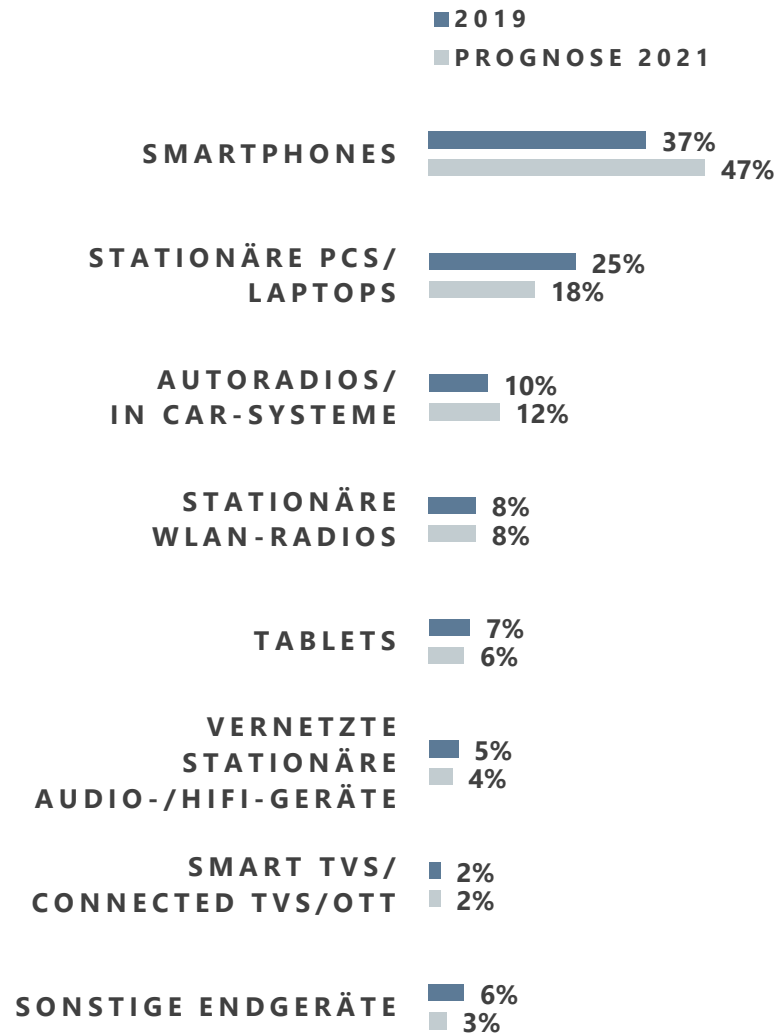 2019
PROGNOSE 2021
SMARTPHONES
37%
47%
STATIONÄRE PCS/
LAPTOPS
25%
18%
AUTORADIOS/
IN CAR-SYSTEME
10%
12%
STATIONÄRE
WLAN-RADIOS
8%
8%
TABLETS
7%
6%
VERNETZTE
STATIONÄRE
AUDIO-/HIFI-GERÄTE
5%
4%
SMART TVS/
CONNECTED TVS/OTT
2%
2%
SONSTIGE ENDGERÄTE
6%
3%